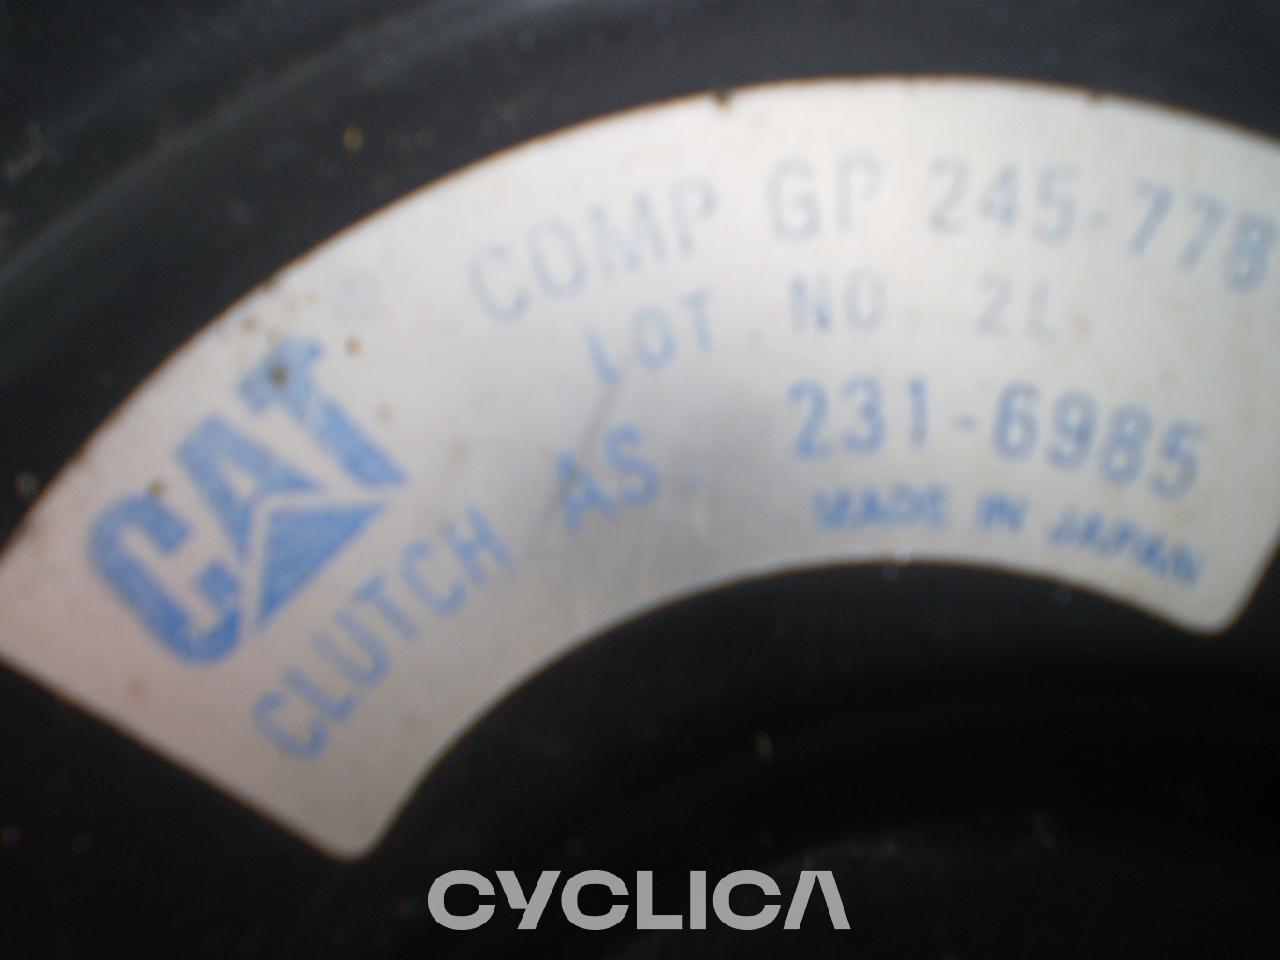 CAT ®
COMP GP 245-778
LOT. NO. 2L
CLUTCH AS. 231-6985
MADE IN JAPAN
CYCLICA